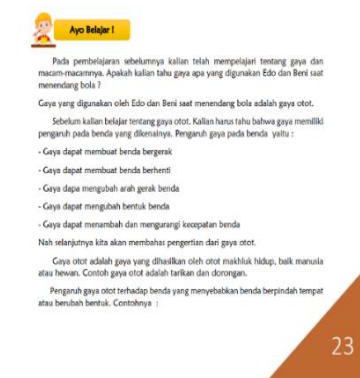 Ayo Belajar !
Pada pembelajaran sebelumnya kalian telah mempelajari tentang gaya dan
macam-macamnya. Apakah kalian tahu gaya apa yang digunakan Edo dan Beni saat
menendang bola ?
Gaya yang digunakan oleh Edo dan Beni saat menendang bola adalah gaya otot.
Sebelum kalian belajar tentang gaya otot. Kalian harus tahu bahwa gaya memiliki
pengaruh pada benda yang dikenainya. Pengaruh gaya pada benda yaitu :
- Gaya dapat membuat benda bergerak
- Gaya dapat membuat benda berhenti
- Gaya dapa mengubah arah gerak benda
- Gaya dapat mengubah bentuk benda
- Gaya dapat menambah dan mengurangi kecepatan benda
Nah selanjutnya kita akan membahas pengertian dari gaya otot.
Gaya otot adalah gaya yang dihasilkan oleh otot makhluk hidup, baik manusia
atau hewan. Contoh gaya otot adalah tarikan dan dorongan.
Pengaruh gaya otot terhadap benda yang menyebabkan benda berpindah tempat
atau berubah bentuk. Contohnya :
23